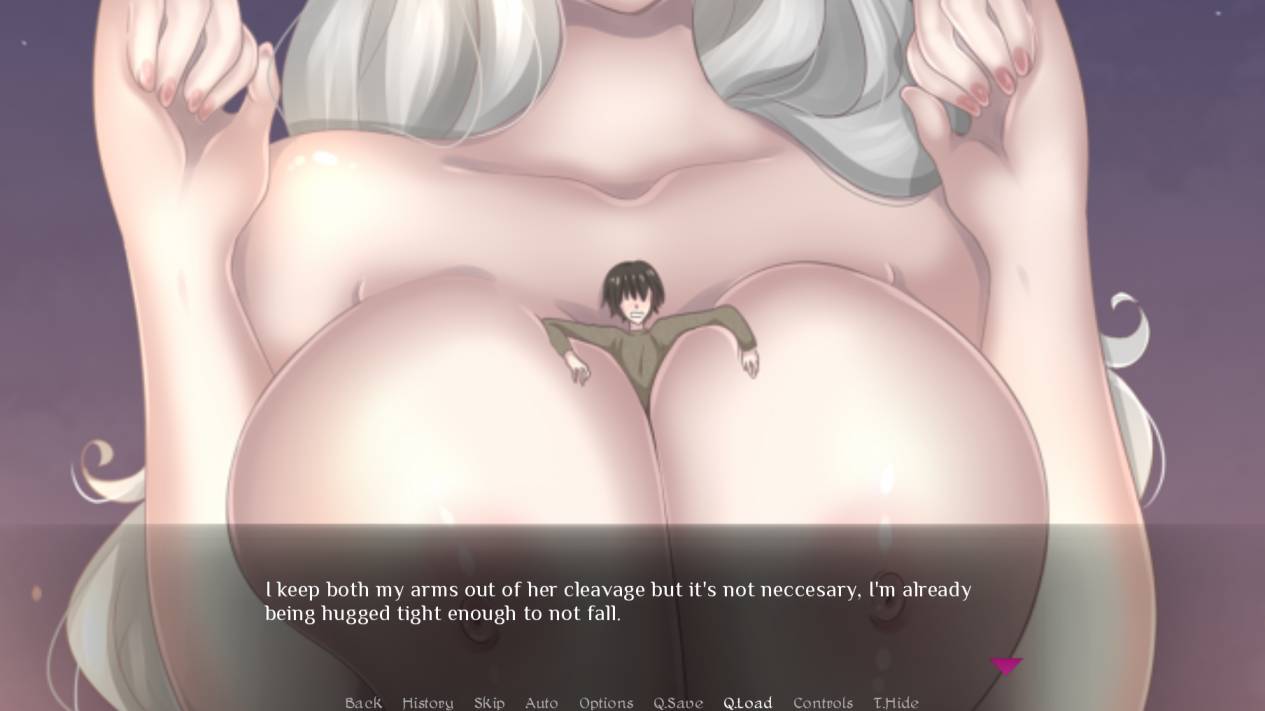 I keep both my arms out of her cleavage but it's not neccesary, I'm already
being hugged tight enough to not fall.
Back History Skip Auto Options Q.Save Q.Load Controls T.Hide